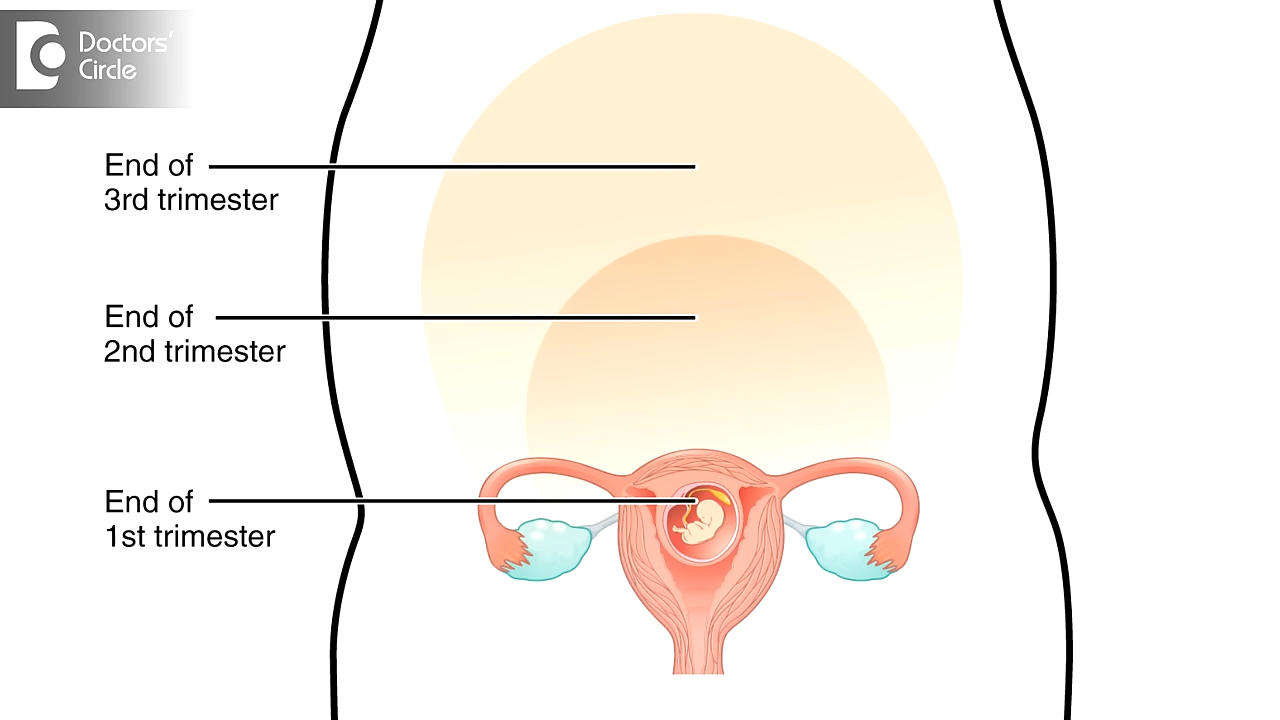 Doctors'
Circle
End of
3rd trimester
End of
2nd trimester
End of
1st trimester